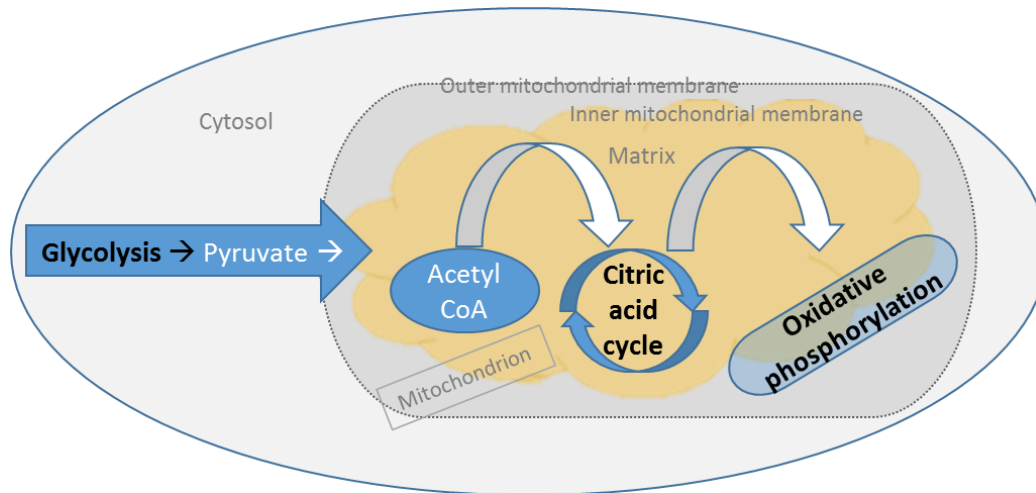 Outer mitochondrial membrane
Inner mitochondrial membrane
Cytosol
Matrix
Glycolysis → Pyruvate →
Acetyl
CoA
Citric
acid
cycle
Oxidative
phosphorylation
Mitochondrion